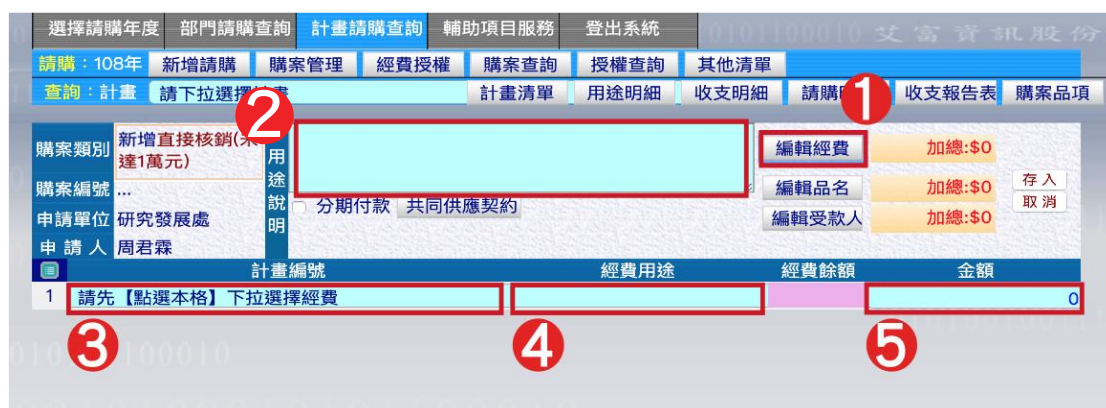 選擇請購年度 部門請購查詢 計畫請購查詢 輔助項目服務 登出系統
艾富資訊股份
請購：108年 新增請購 購案管理 經費授權 購案查詢 授權查詢 其他清單
查詢：計畫 請下拉選擇 計畫清單 用途明細 收支明細 請購 收支報告表 購案品項
1
2
購案類別 新增直接核銷(未達1萬元)
用途說明
編輯經費 加總:$0
購案編號 ...
編輯品名 加總:$0 存入
分期付款 共同供應契約
取消
申請單位 研究發展處
編輯受款人 加總:$0
申請人 周君霖
計畫編號 經費用途 經費餘額 金額
1 請先【點選本格】下拉選擇經費 0
3 4 5